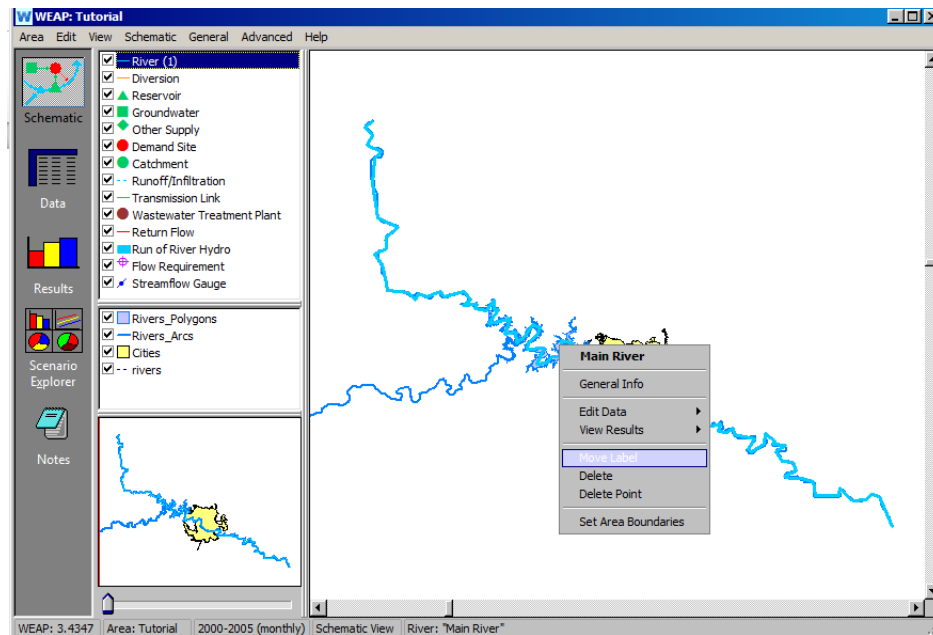 WEAP: Tutorial
Area Edit View Schematic General Advanced Help
Schematic
Data
Results
Scenario
Explorer
Notes
River (1)
Diversion
Reservoir
Groundwater
Other Supply
Demand Site
Catchment
Runoff/Infiltration
Transmission Link
Wastewater Treatment Plant
Return Flow
Run of River Hydro
Flow Requirement
Streamflow Gauge
Rivers_Polygons
Rivers_Arcs
Cities
rivers
Main River
General Info
Edit Data
View Results
Move Label
Delete
Delete Point
Set Area Boundaries
WEAP: 3.4347 Area: Tutorial 2000-2005 (monthly) Schematic View River: "Main River"